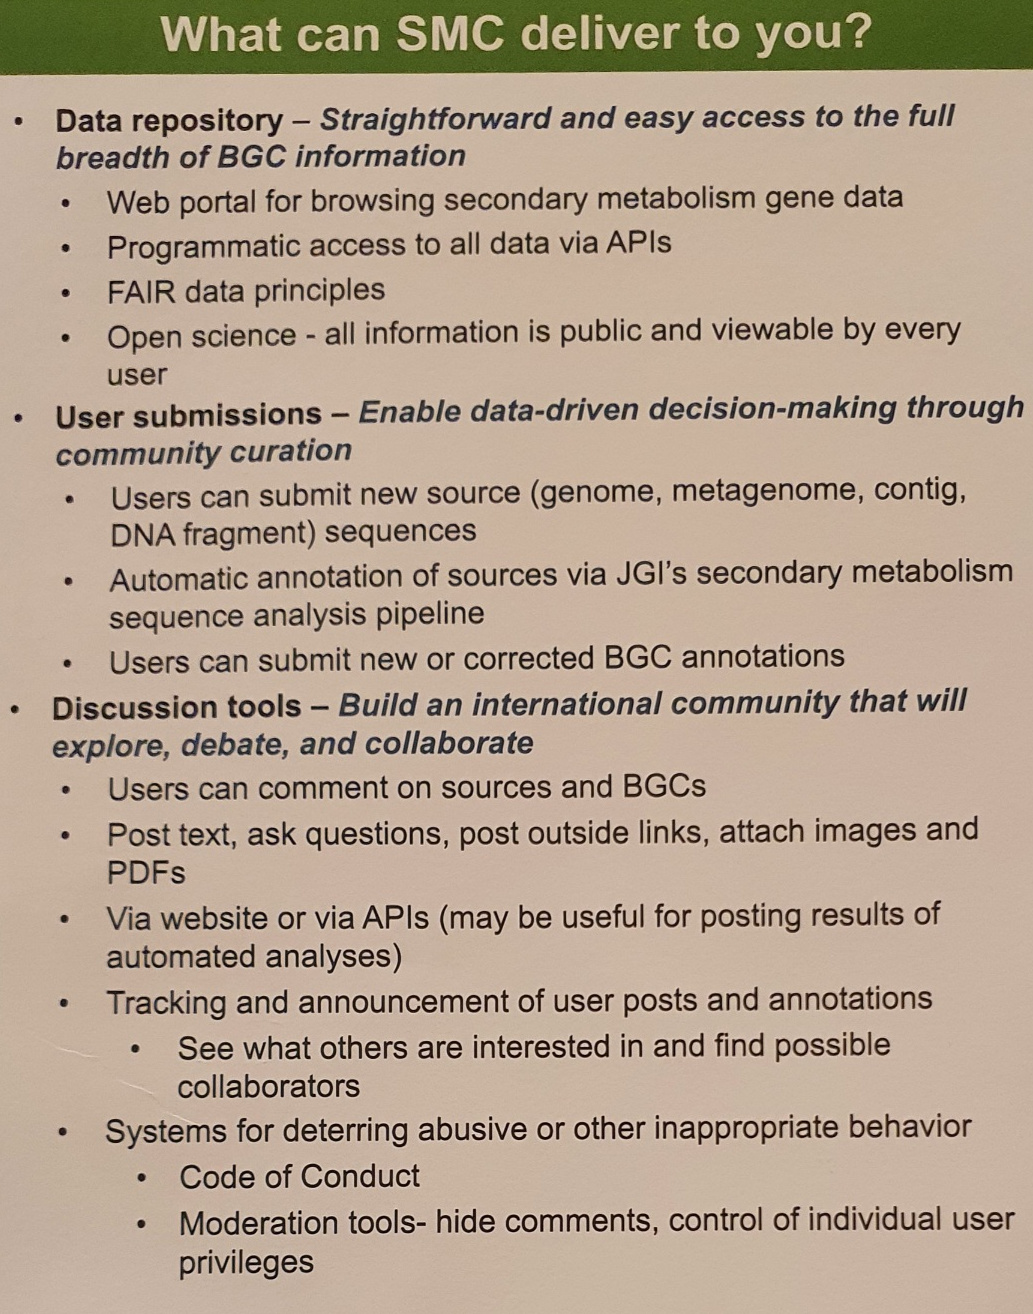 What can SMC deliver to you?
• Data repository – Straightforward and easy access to the full
breadth of BGC information
• Web portal for browsing secondary metabolism gene data
• Programmatic access to all data via APIs
• FAIR data principles
• Open science - all information is public and viewable by every
user
• User submissions – Enable data-driven decision-making through
community curation
• Users can submit new source (genome, metagenome, contig,
DNA fragment) sequences
• Automatic annotation of sources via JGI's secondary metabolism
sequence analysis pipeline
• Users can submit new or corrected BGC annotations
• Discussion tools – Build an international community that will
explore, debate, and collaborate
• Users can comment on sources and BGCs
• Post text, ask questions, post outside links, attach images and
PDFs
• Via website or via APIs (may be useful for posting results of
automated analyses)
• Tracking and announcement of user posts and annotations
• See what others are interested in and find possible
collaborators
• Systems for deterring abusive or other inappropriate behavior
• Code of Conduct
• Moderation tools- hide comments, control of individual user
privileges